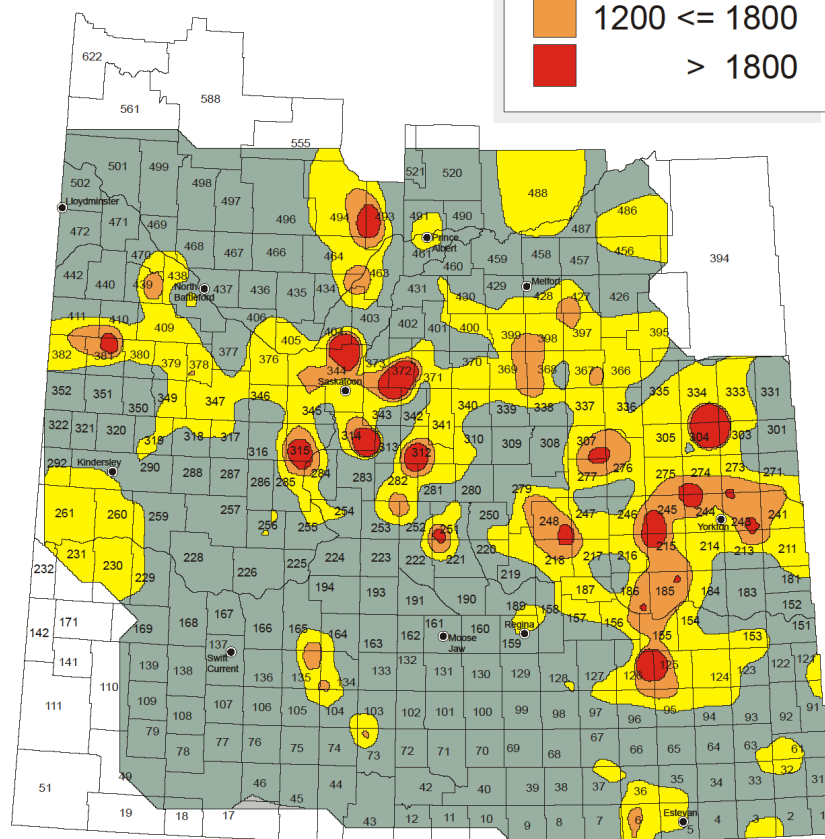 1200 <= 1800
> 1800
622
561 588
555
502 501 499 498 497 496 494 493 521 520 491 490 488 487 486
Lloydminster
472 471 469 468 467 466 464 463 461 460 459 458 457 456
Prince
Albert
394
442 440 470 439 438 437 436 435 434 431 430 429 428 427 426
North
Battleford
Melfort
411 410 409 406 405 404 403 402 401 400 399 398 397 395
382 381 380 379 378 377 376 344 373 372 371 370 369 368 367 366
Saskatoon
352 351 350 349 347 346 345 343 342 341 340 339 338 337 336 335 334 333 331
322 321 320 319 318 317 316 315 314 313 312 310 309 308 307 305 304 303 301
292 290 288 287 286 285 284 283 282 281 280 279 277 276 275 274 273 271
Kindersley
261 260 259 257 256 255 254 253 252 251 250 248 247 246 245 244 243 241
Yorkton
232 231 230 229 228 226 225 224 223 222 221 220 219 218 217 216 215 214 213 211
194 193 191 190 189 187 186 185 184 183 181
142 171 169 168 167 166 165 164 163 162 161 160 159 158 157 156 155 154 153 152 151
Regina
Moose
Jaw
137
Swift
Current
141 139 138 136 135 134 133 132 131 130 129 128 127 126 125 124 123 122 121
111 110 109 108 107 106 105 104 103 102 101 100 99 98 97 96 95 94 93 92 91
79 78 77 76 75 74 73 72 71 70 69 68 67 66 65 64 63 61
51 49 46 45 44 42 40 39 38 37 36 35 34 33 32 31
19 18 17 43 12 11 10 9 8 7 6 5 4 3 2 1
Estevan